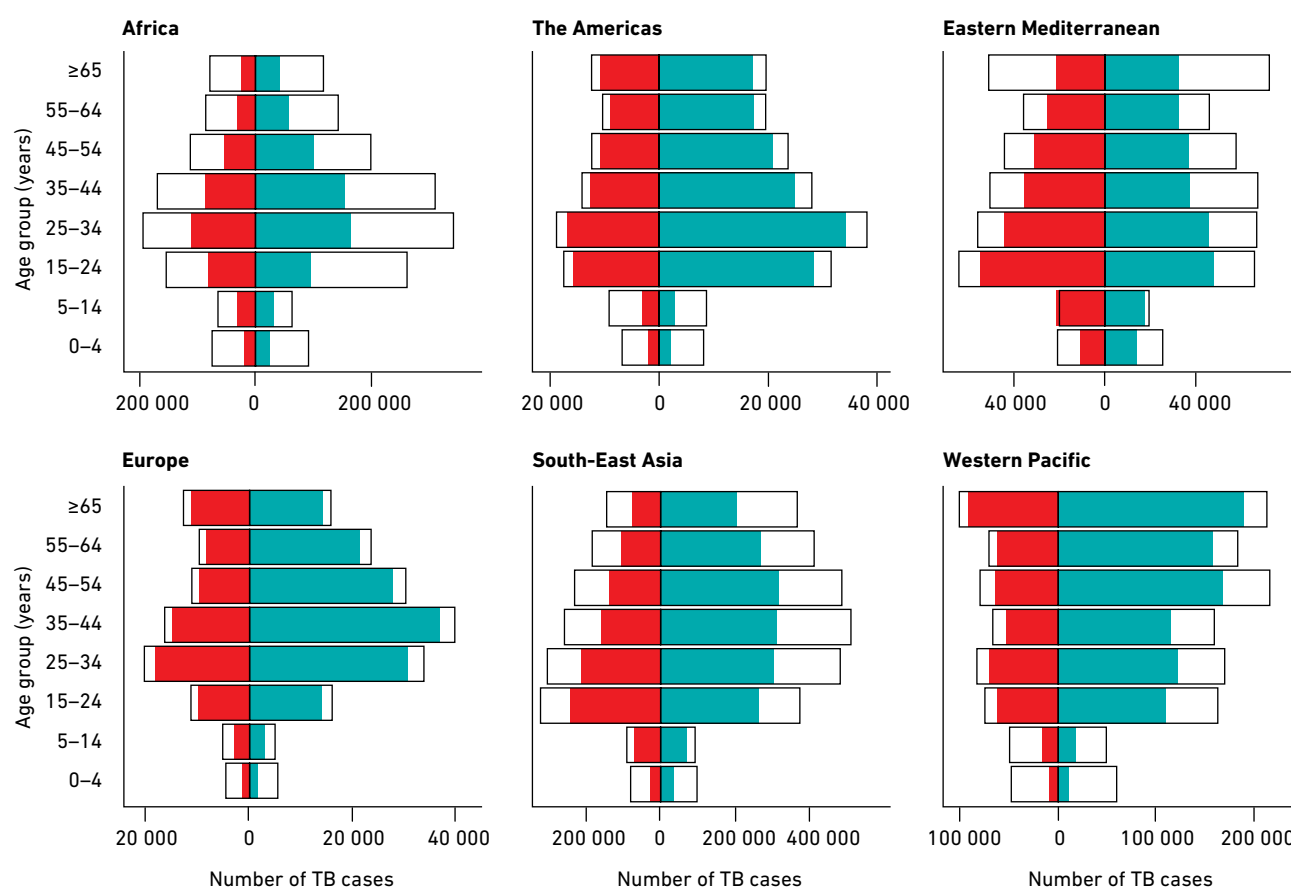 Africa
The Americas
Eastern Mediterranean
Age group (years)
≥65
55–64
45–54
35–44
25–34
15–24
5–14
0–4
200 000 0 200 000
20 000 0 20 000 40 000
40 000 0 40 000
Europe
South-East Asia
Western Pacific
Age group (years)
≥65
55–64
45–54
35–44
25–34
15–24
5–14
0–4
20 000 0 20 000 40 000
200 000 0 200 000 400 000
100 000 0 100 000 200 000
Number of TB cases
Number of TB cases
Number of TB cases